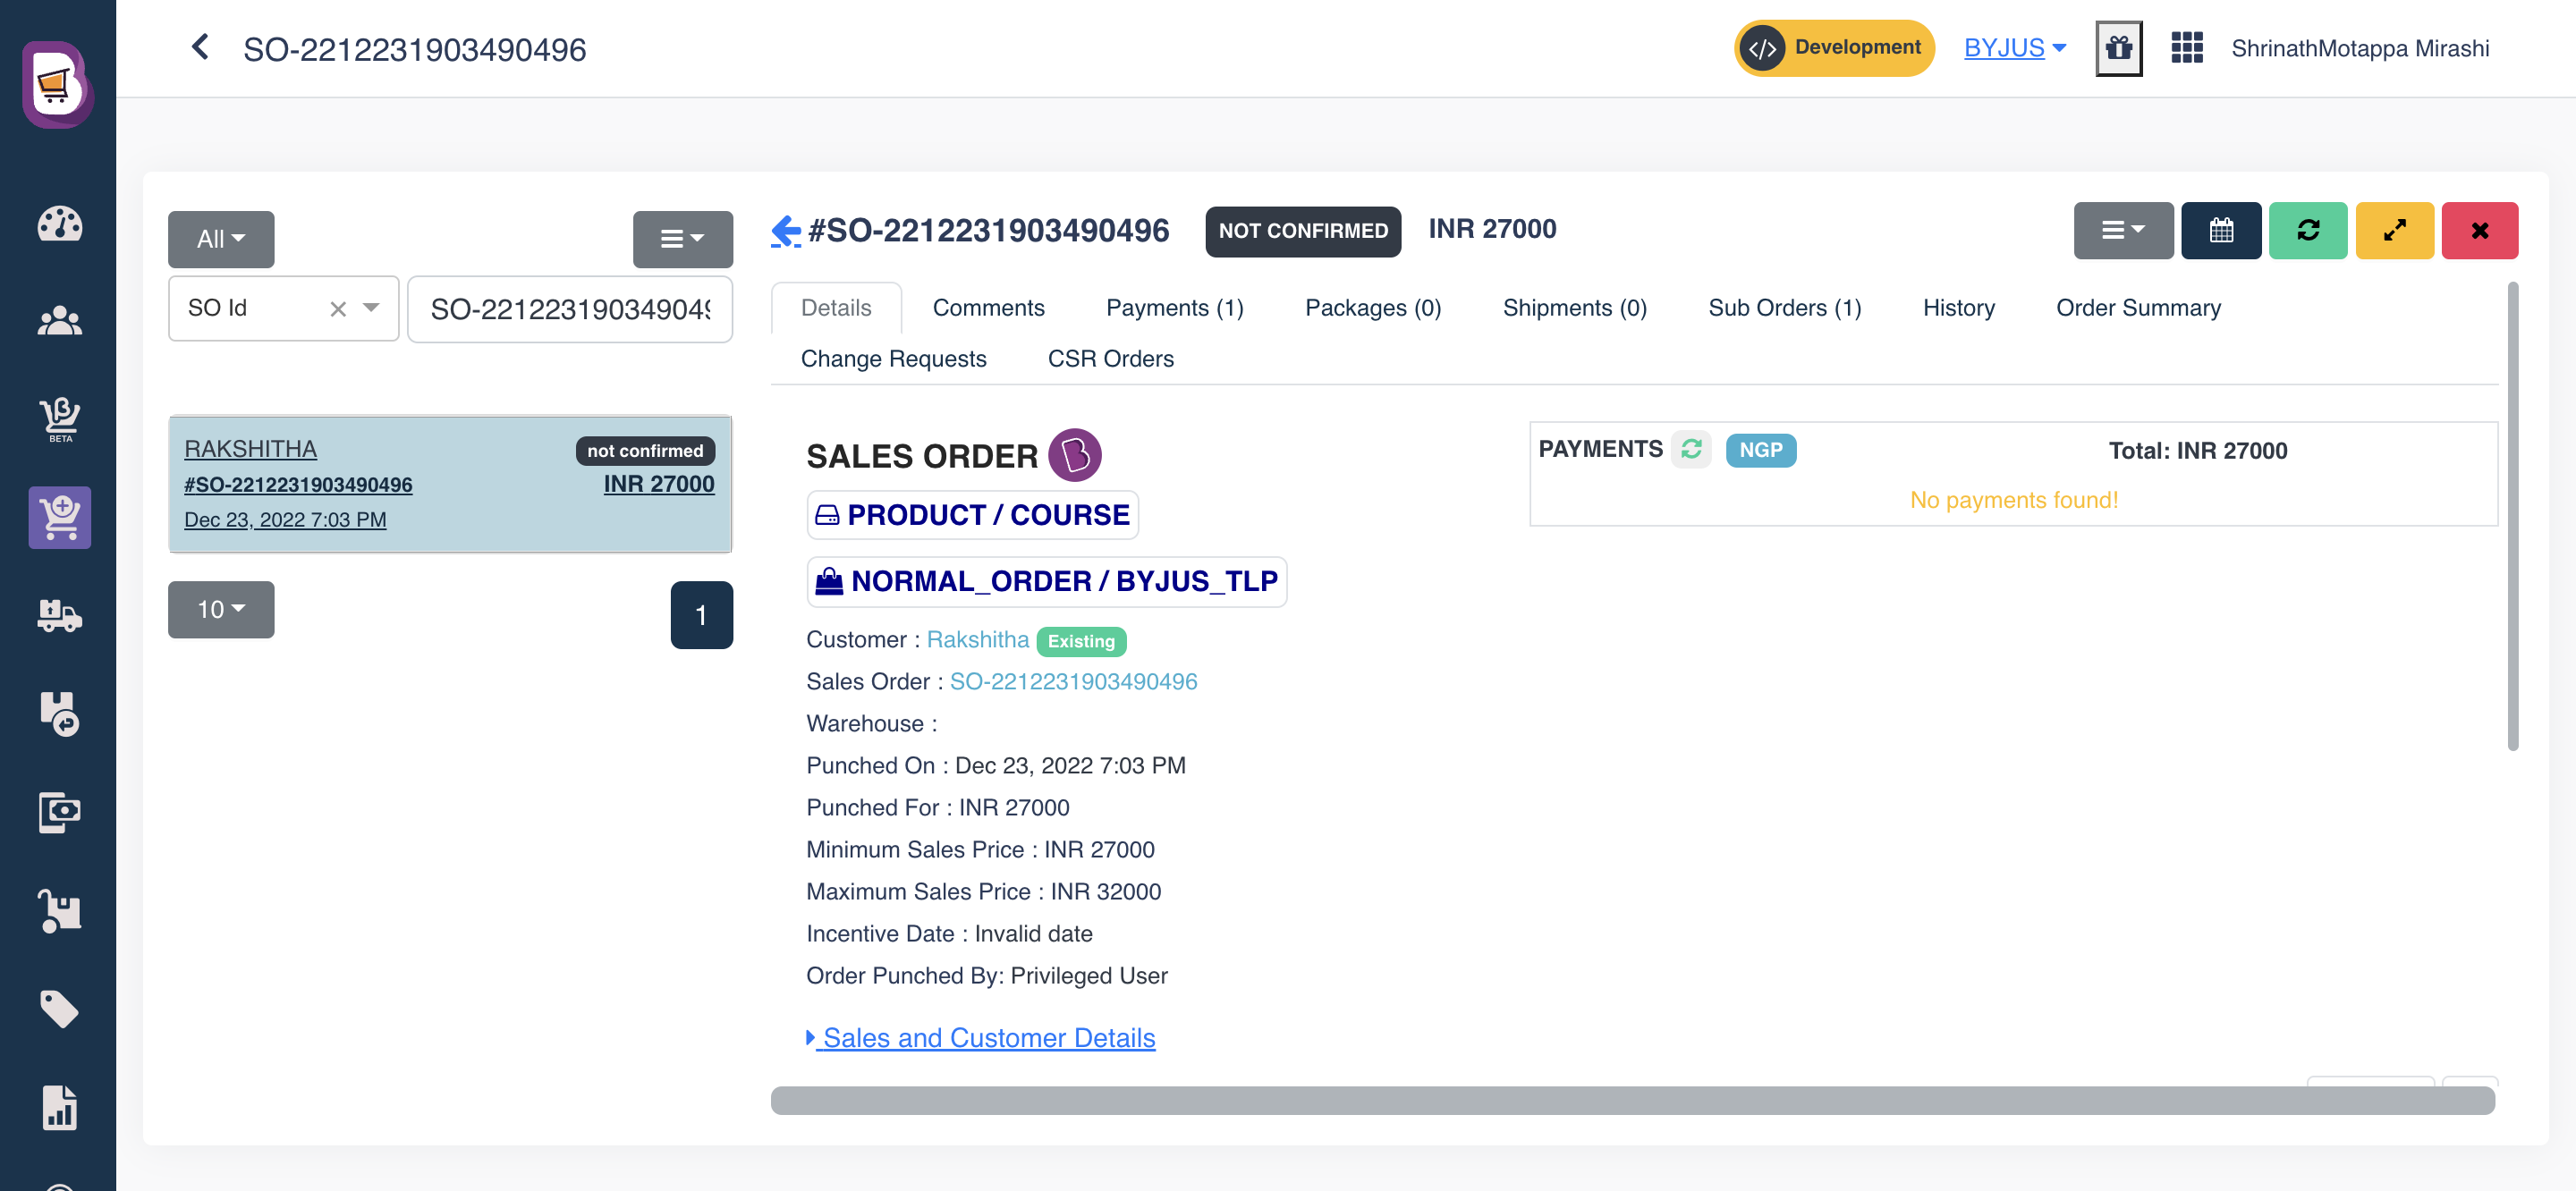 SO-2212231903490496
</> Development
BYJUS
ShrinathMotappa Mirashi
BETA
All
SO Id
SO-221223190349049
RAKSHITHA
not confirmed
#SO-2212231903490496
INR 27000
Dec 23, 2022 7:03 PM
10
1
#SO-2212231903490496
NOT CONFIRMED
INR 27000
Details
Comments
Payments (1)
Packages (0)
Shipments (0)
Sub Orders (1)
History
Order Summary
Change Requests
CSR Orders
SALES ORDER
PRODUCT / COURSE
NORMAL_ORDER / BYJUS_TLP
Customer : Rakshitha Existing
Sales Order : SO-2212231903490496
Warehouse :
Punched On : Dec 23, 2022 7:03 PM
Punched For : INR 27000
Minimum Sales Price : INR 27000
Maximum Sales Price : INR 32000
Incentive Date : Invalid date
Order Punched By: Privileged User
Sales and Customer Details
PAYMENTS
NGP
Total: INR 27000
No payments found!